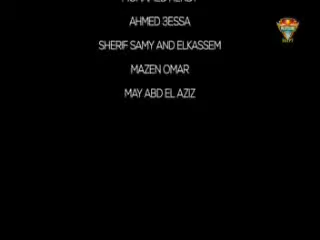 AHMED 3ESSA
SHERIF SAMY AND ELKASSEM
MAZEN OMAR
MAY ABD EL AZIZ